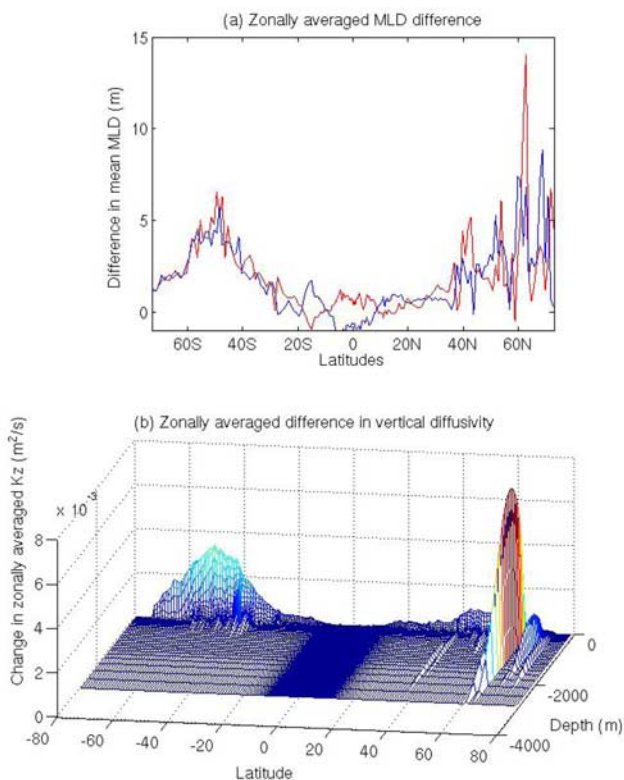 (a) Zonally averaged MLD difference
15
10
5
0
Difference in mean MLD (m)
60S 40S 20S 0 20N 40N 60N
Latitudes
(b) Zonally averaged difference in vertical diffusivity
x 10⁻³
8
6
4
2
0
Change in zonally averaged Kz (m²/s)
-80 -60 -40 -20 0 20 40 60 80
Latitude
0
-2000
-4000
Depth (m)